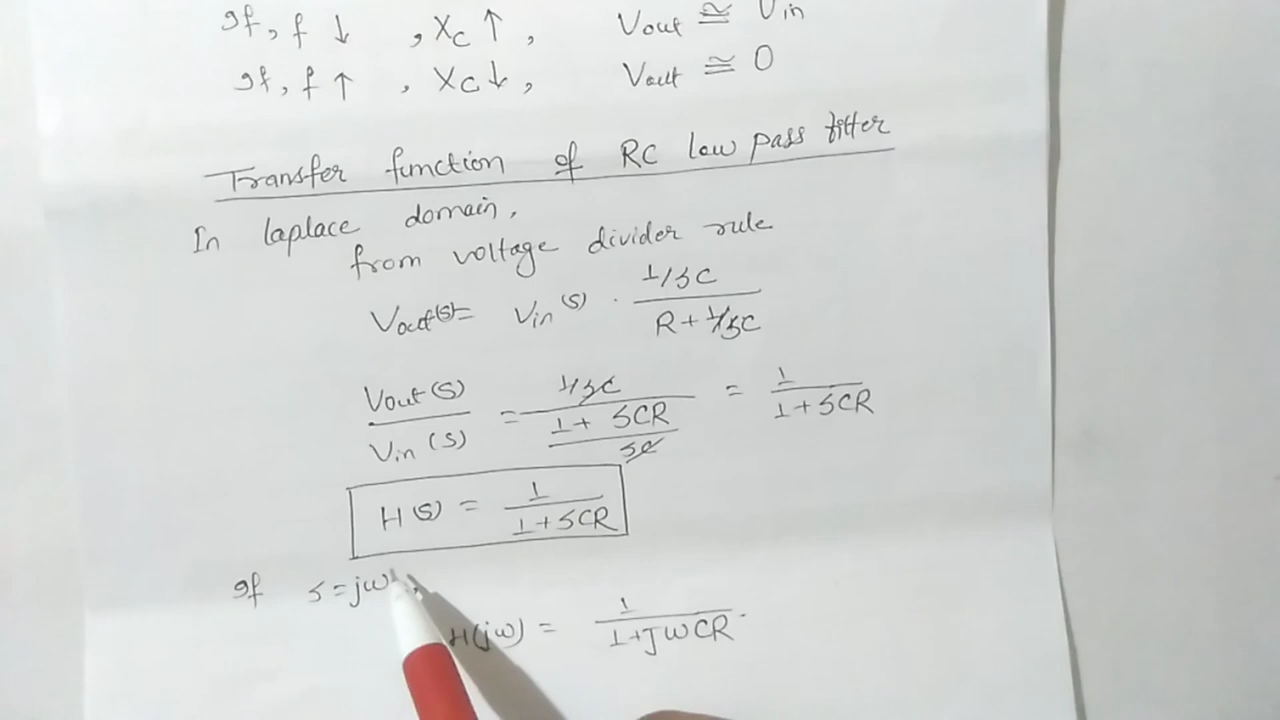 If, f ↓ , Xc ↑ , Vout ≅ Vin
If, f ↑ , Xc ↓ , Vout ≅ 0
Transfer function of RC low pass filter
In laplace domain,
from voltage divider rule
Vout(s) = Vin(s) · (1/sC) / (R + 1/sC)
Vout(s) / Vin(s) = (1/sC) / ((1 + SCR) / sC) = 1 / (1 + SCR)
H(s) = 1 / (1 + SCR)
If s = jω,
H(jω) = 1 / (1 + JωCR)